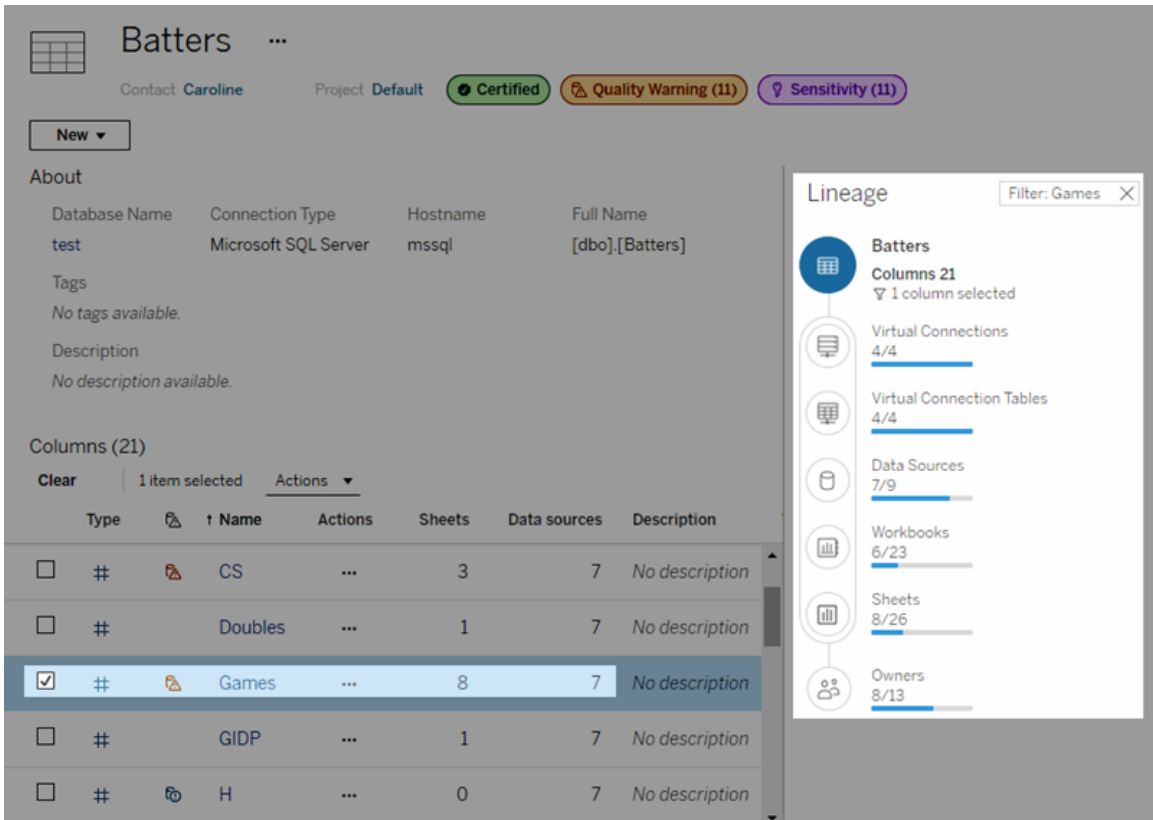 Batters ...
Contact Caroline Project Default Certified Quality Warning (11) Sensitivity (11)
New ▼
About
Database Name Connection Type Hostname Full Name
test Microsoft SQL Server mssql [dbo].[Batters]
Tags
No tags available.
Description
No description available.
Columns (21)
Clear 1 item selected Actions ▼
Type ↑ Name Actions Sheets Data sources Description
# CS ... 3 7 No description
# Doubles ... 1 7 No description
# Games ... 8 7 No description
# GIDP ... 1 7 No description
# H ... 0 7 No description
Lineage Filter: Games ×
Batters
Columns 21
1 column selected
Virtual Connections
4/4
Virtual Connection Tables
4/4
Data Sources
7/9
Workbooks
6/23
Sheets
8/26
Owners
8/13